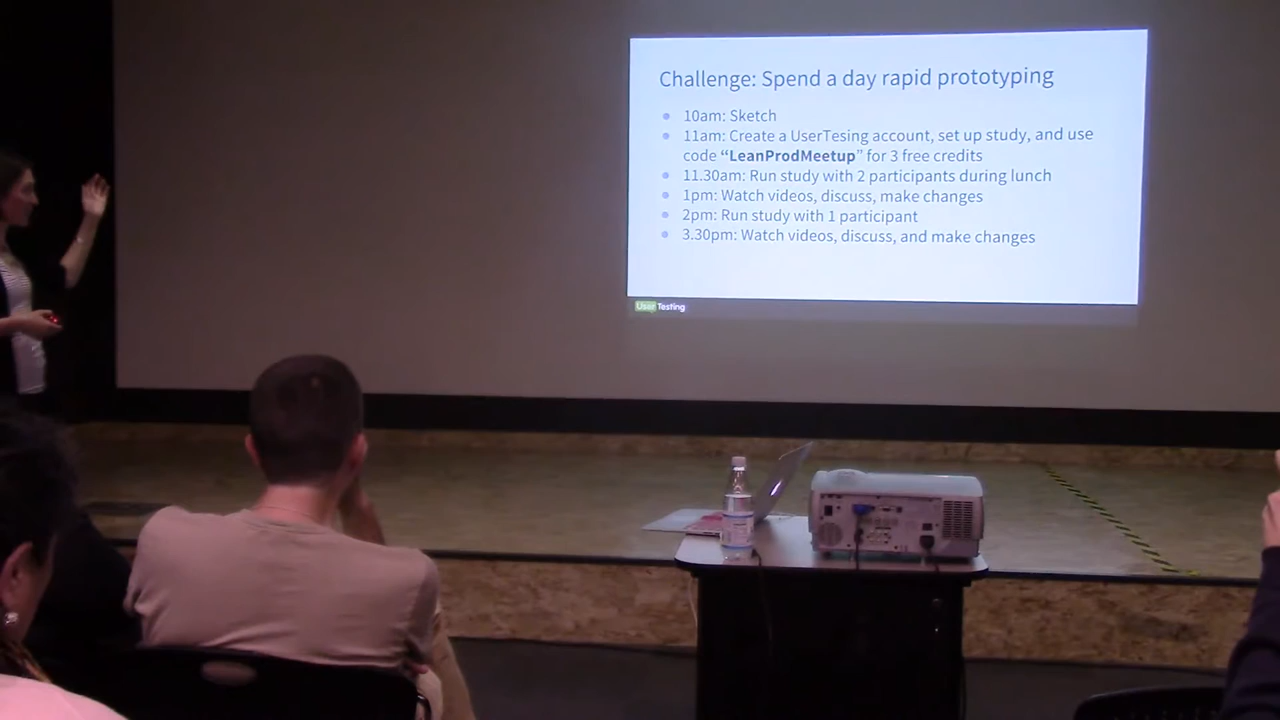 Challenge: Spend a day rapid prototyping
10am: Sketch
11am: Create a UserTesing account, set up study, and use
code “LeanProdMeetup” for 3 free credits
11.30am: Run study with 2 participants during lunch
1pm: Watch videos, discuss, make changes
2pm: Run study with 1 participant
3.30pm: Watch videos, discuss, and make changes
UserTesting